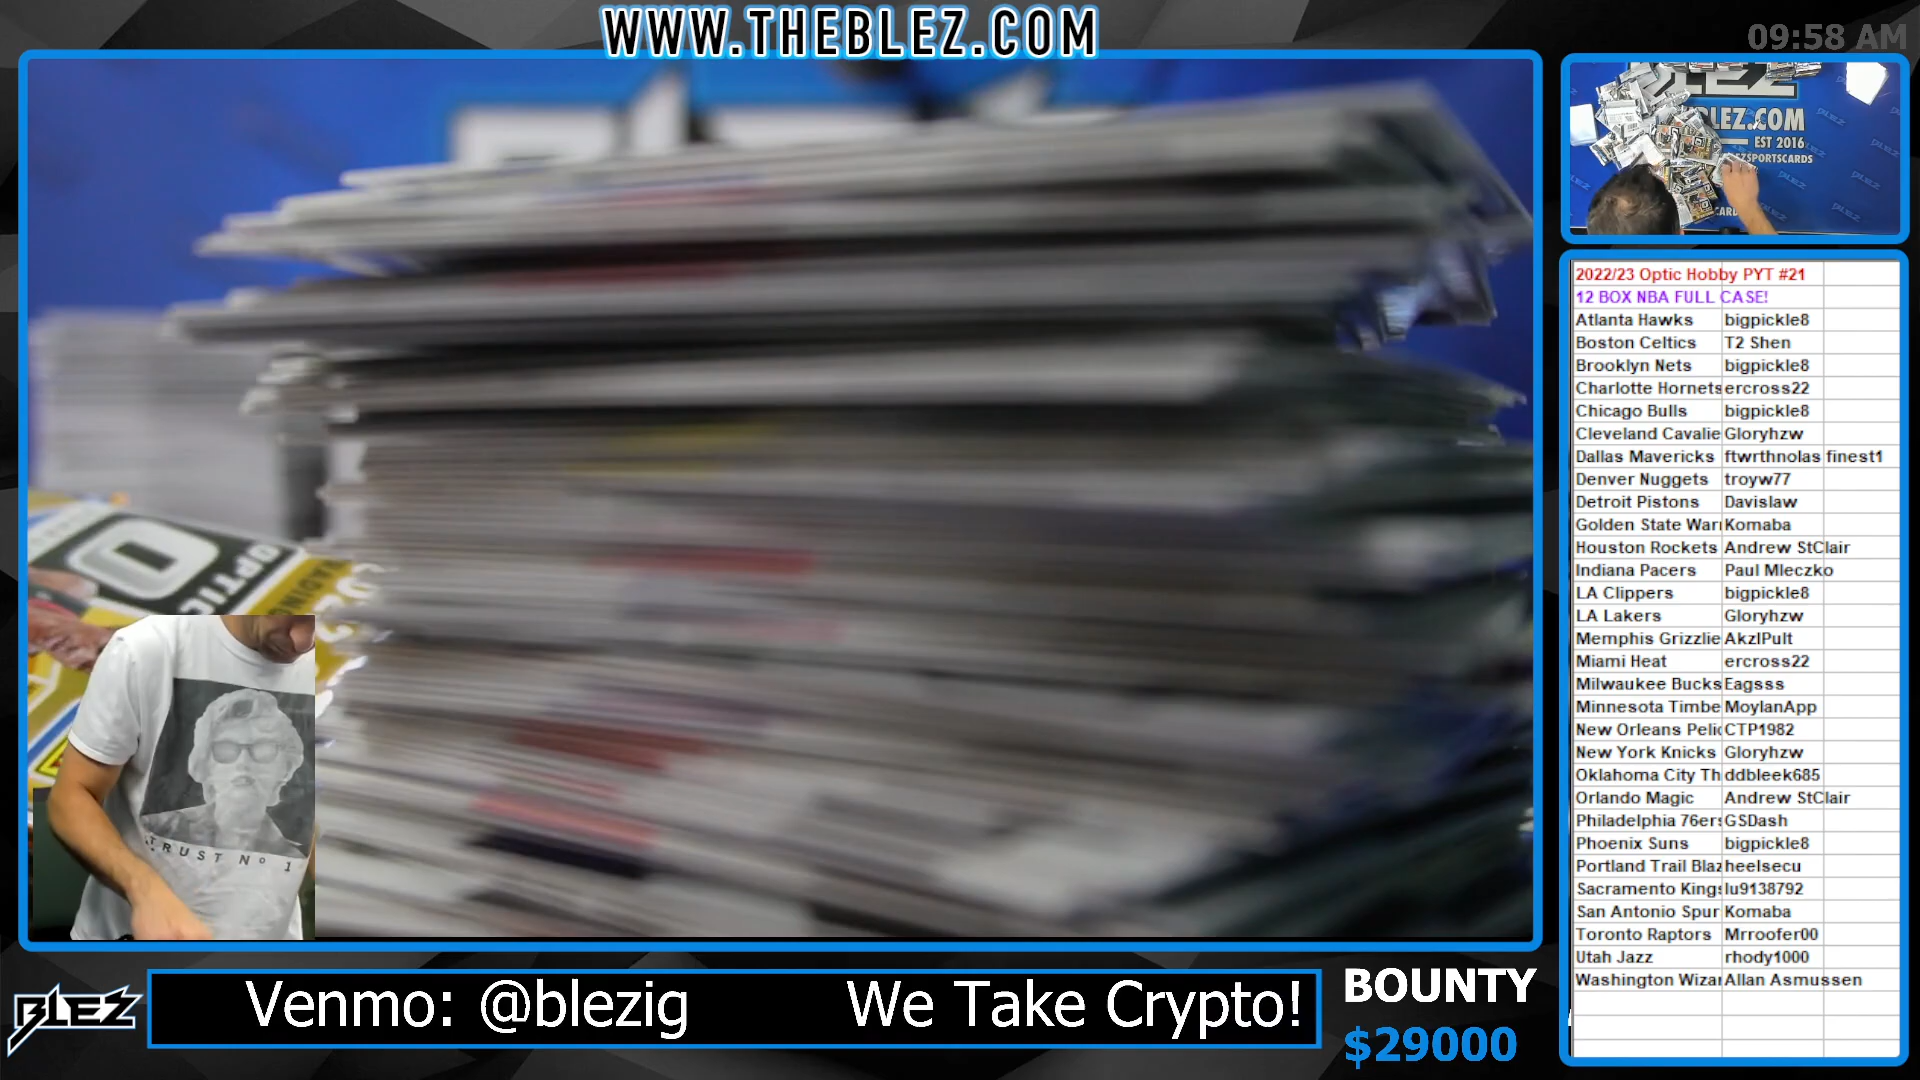 WWW.THEBLEZ.COM
09:58 AM
BLEZ
BLEZ.COM
EST 2016
ZSPORTSCARDS
2022/23 Optic Hobby PYT #21
12 BOX NBA FULL CASE!
Atlanta Hawks bigpickle8
Boston Celtics T2 Shen
Brooklyn Nets bigpickle8
Charlotte Hornets ercross22
Chicago Bulls bigpickle8
Cleveland Cavalie Gloryhzw
Dallas Mavericks ftwrthnolas finest1
Denver Nuggets troyw77
Detroit Pistons Davislaw
Golden State Warr Komaba
Houston Rockets Andrew StClair
Indiana Pacers Paul Mleczko
LA Clippers bigpickle8
LA Lakers Gloryhzw
Memphis Grizzlie AkzlPult
Miami Heat ercross22
Milwaukee Bucks Eagsss
Minnesota Timbe MoylanApp
New Orleans Pelic CTP1982
New York Knicks Gloryhzw
Oklahoma City Th ddbleek685
Orlando Magic Andrew StClair
Philadelphia 76ers GSDash
Phoenix Suns bigpickle8
Portland Trail Blaz heelsecu
Sacramento Kings lu9138792
San Antonio Spur Komaba
Toronto Raptors Mrroofer00
Utah Jazz rhody1000
Washington Wizar Allan Asmussen
O
OPTIC
TRUST Nº 1
BLEZ
Venmo: @blezig We Take Crypto!
BOUNTY
$29000